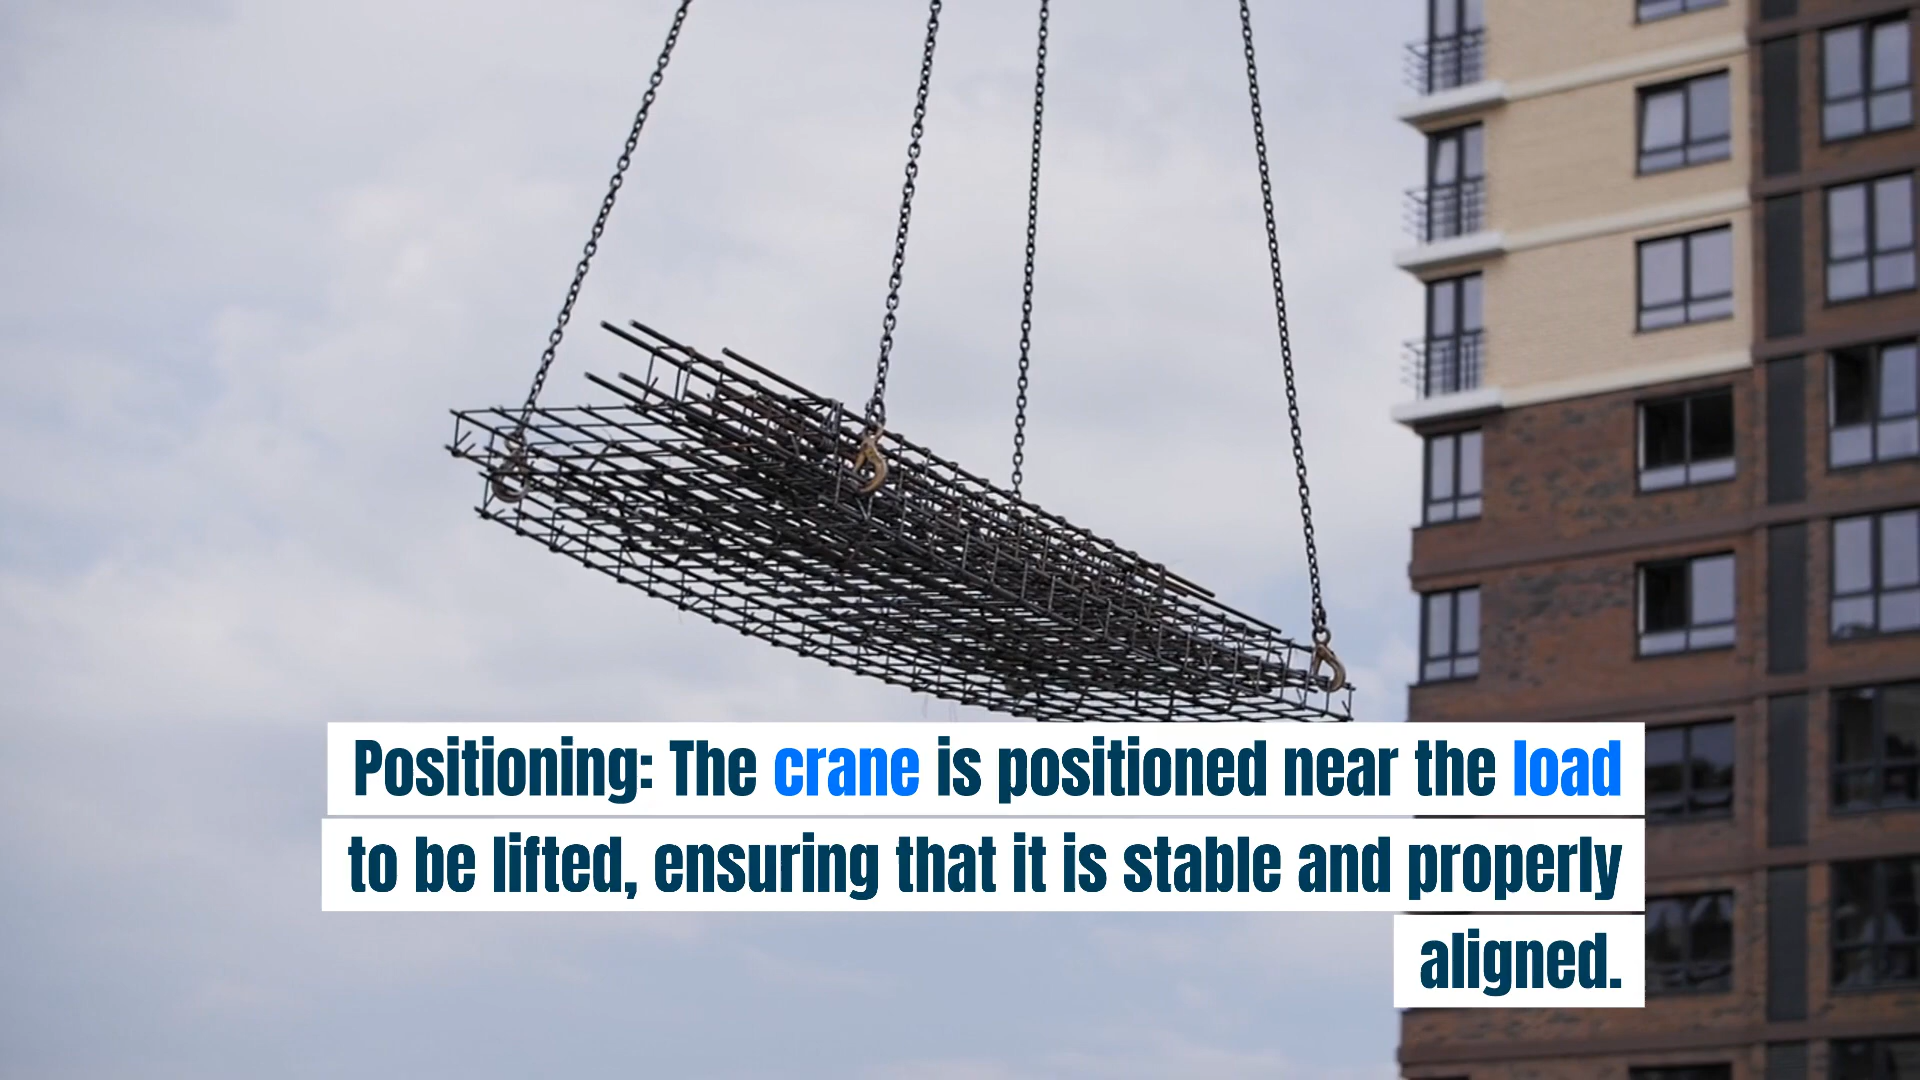 Positioning: The crane is positioned near the load
to be lifted, ensuring that it is stable and properly
aligned.